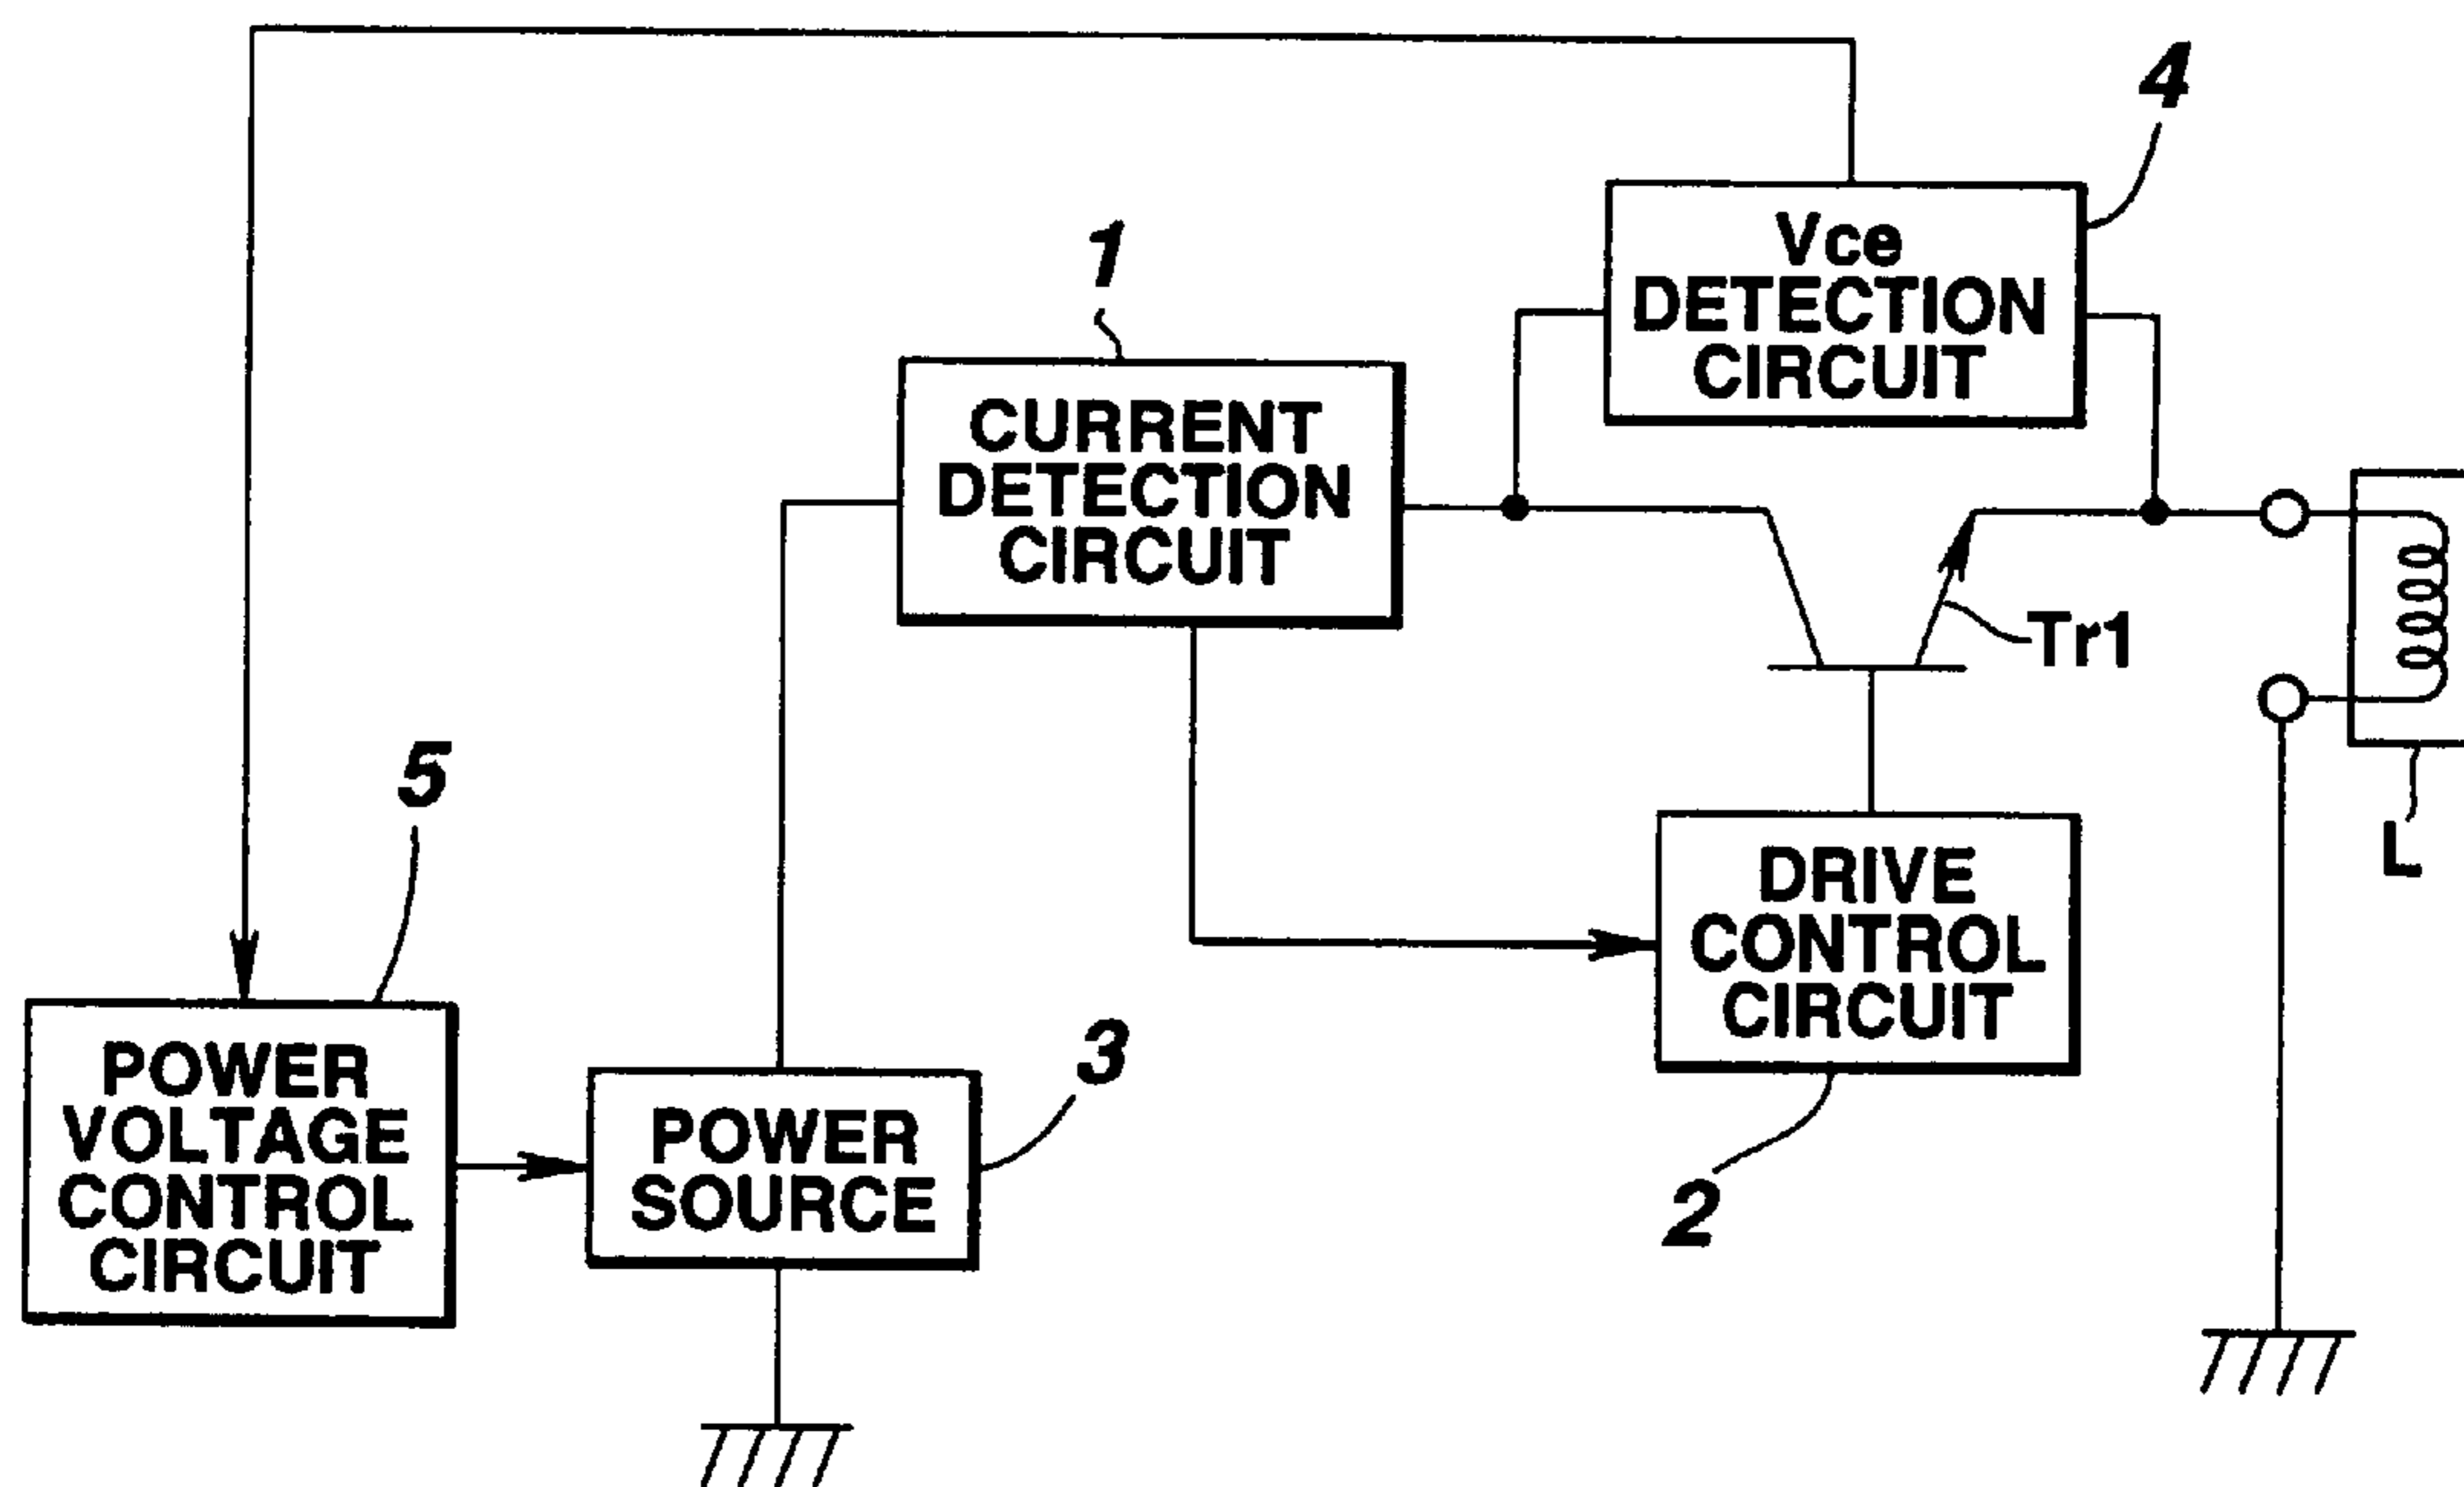 4
Vce
DETECTION
CIRCUIT
1
CURRENT
DETECTION
CIRCUIT
Tr1
L
5
DRIVE
CONTROL
CIRCUIT
2
POWER
VOLTAGE
CONTROL
CIRCUIT
3
POWER
SOURCE